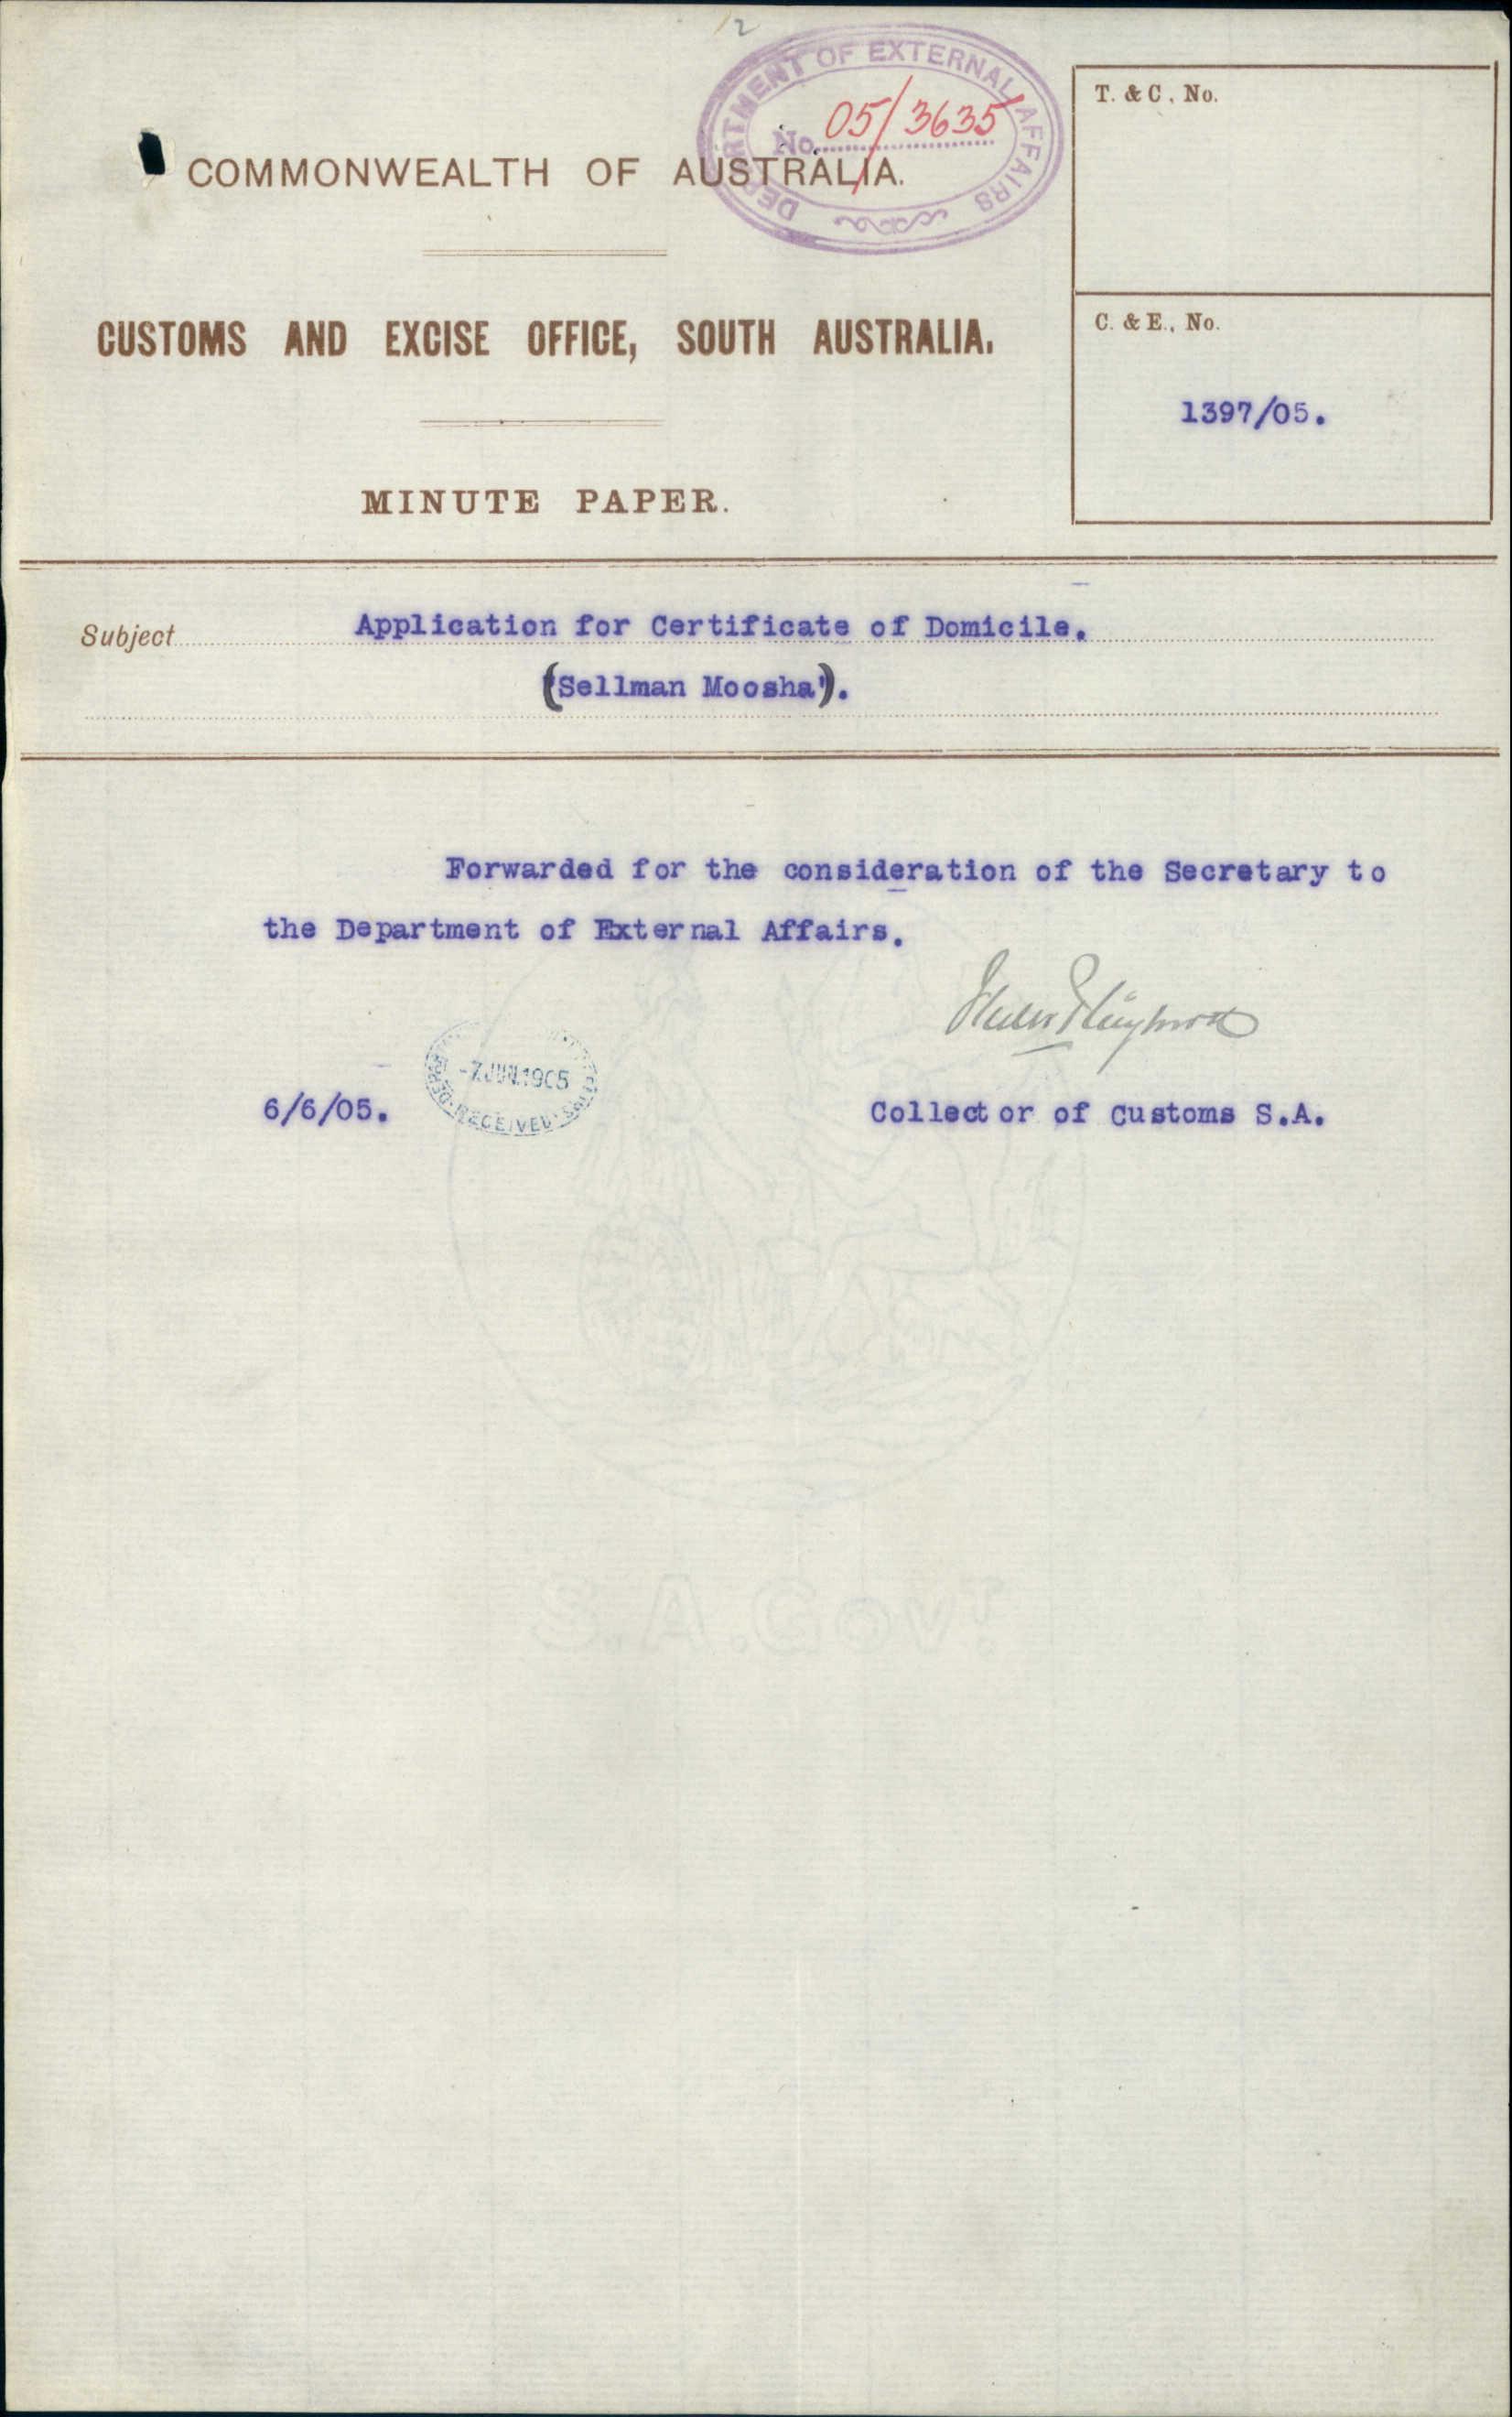 12
DEPARTMENT OF EXTERNAL AFFAIRS
No. 05/3635
T. & C. No.
COMMONWEALTH OF AUSTRALIA.
CUSTOMS AND EXCISE OFFICE, SOUTH AUSTRALIA.
C. & E., No.
1397/05.
MINUTE PAPER.
Subject Application for Certificate of Domicile.
(Sellman Moosha).
Forwarded for the consideration of the Secretary to
the Department of External Affairs.
-7 JUN.1905
RECEIVED
6/6/05.
Collector of Customs S.A.
S.A.GOVT.